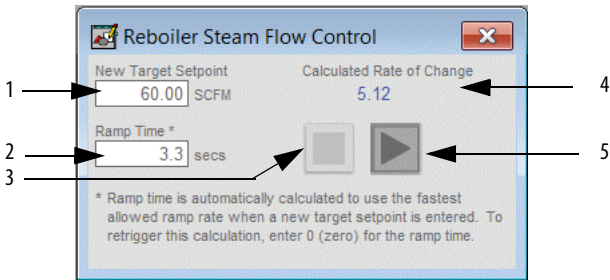 Reboiler Steam Flow Control
New Target Setpoint
Calculated Rate of Change
1
60.00 SCFM
5.12
4
Ramp Time *
2
3.3 secs
5
3
* Ramp time is automatically calculated to use the fastest
allowed ramp rate when a new target setpoint is entered. To
retrigger this calculation, enter 0 (zero) for the ramp time.